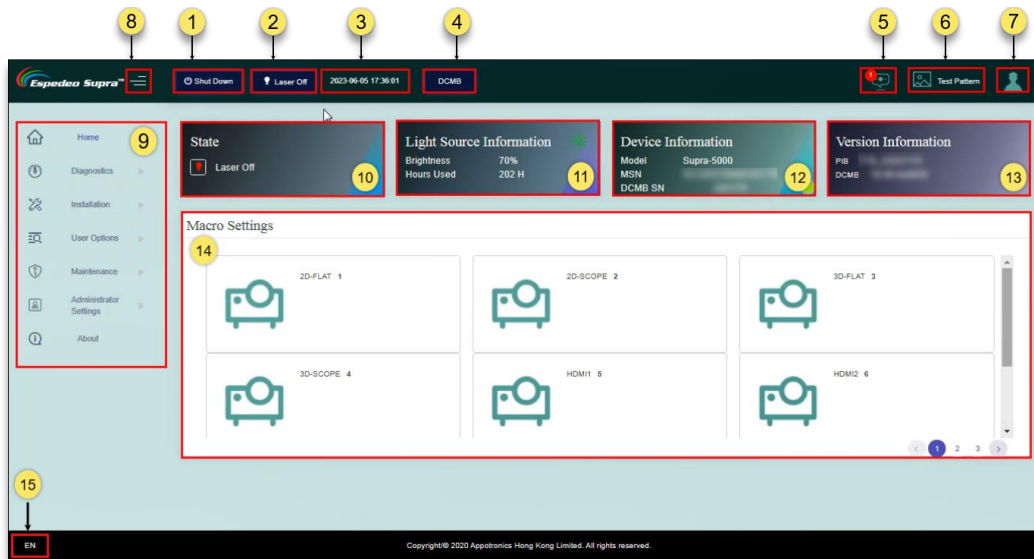 8 1 2 3 4 5 6 7
Espedeo Supra™ Shut Down Laser Off 2023-06-05 17:36:01 DCMB 1 Test Pattern
Home 9
Diagnostics
Installation
User Options
Maintenance
Administrator
Settings
About
State
Laser Off
10
Light Source Information
Brightness 70%
Hours Used 202 H
11
Device Information
Model Supra-5000
MSN
DCMB SN
12
Version Information
PIB
DCMB
13
Macro Settings
14
2D-FLAT 1
2D-SCOPE 2
3D-FLAT 3
3D-SCOPE 4
HDMI1 5
HDMI2 6
< 1 2 3 >
15
EN
Copyright/© 2020 Appotronics Hong Kong Limited. All rights reserved.